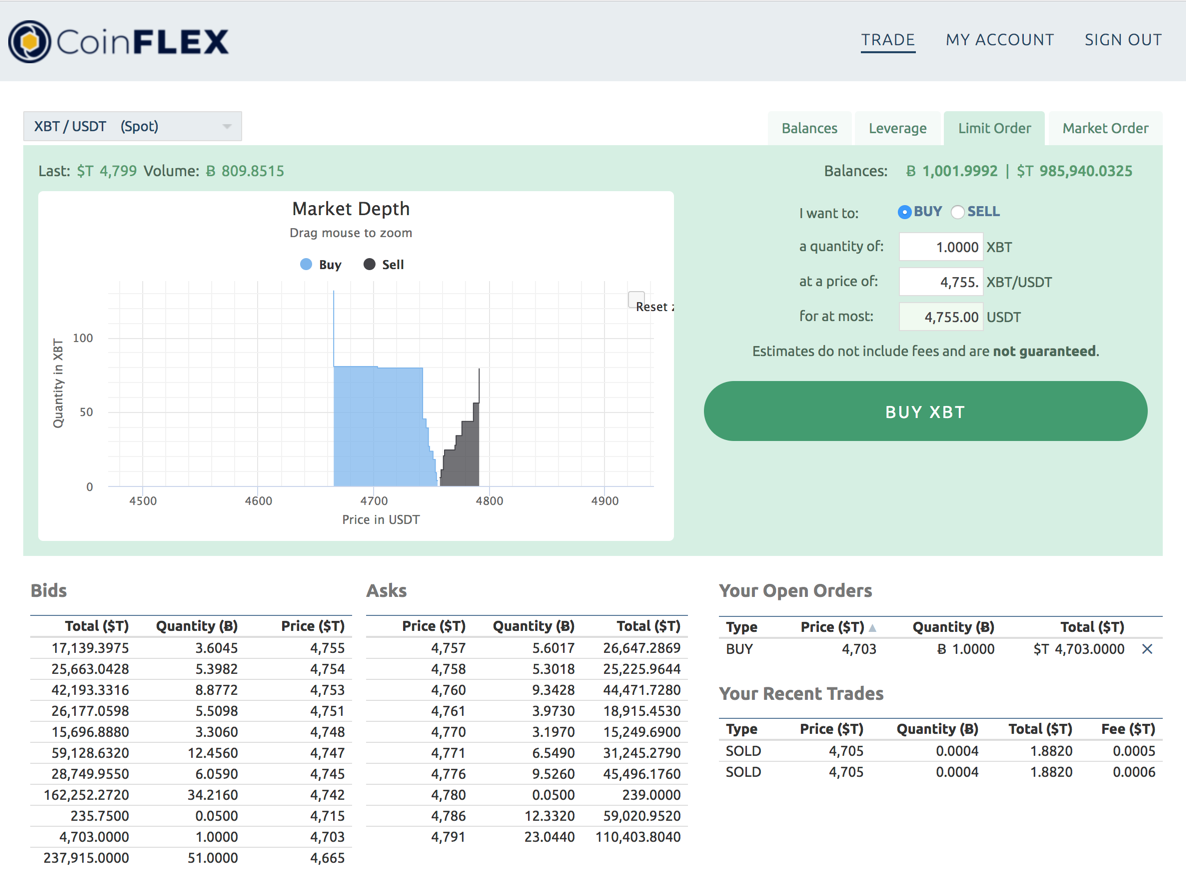 CoinFLEX
TRADE MY ACCOUNT SIGN OUT
XBT / USDT (Spot)
Balances Leverage Limit Order Market Order
Last: $T 4,799 Volume: Ƀ 809.8515
Balances: Ƀ 1,001.9992 | $T 985,940.0325
Market Depth
Drag mouse to zoom
Buy Sell
Reset z
Quantity in XBT
100
50
0
4500 4600 4700 4800 4900
Price in USDT
I want to: BUY SELL
a quantity of: 1.0000 XBT
at a price of: 4,755. XBT/USDT
for at most: 4,755.00 USDT
Estimates do not include fees and are not guaranteed.
BUY XBT
Bids
Total ($T) Quantity (Ƀ) Price ($T)
17,139.3975 3.6045 4,755
25,663.0428 5.3982 4,754
42,193.3316 8.8772 4,753
26,177.0598 5.5098 4,751
15,696.8880 3.3060 4,748
59,128.6320 12.4560 4,747
28,749.9550 6.0590 4,745
162,252.2720 34.2160 4,742
235.7500 0.0500 4,715
4,703.0000 1.0000 4,703
237,915.0000 51.0000 4,665
Asks
Price ($T) Quantity (Ƀ) Total ($T)
4,757 5.6017 26,647.2869
4,758 5.3018 25,225.9644
4,760 9.3428 44,471.7280
4,761 3.9730 18,915.4530
4,770 3.1970 15,249.6900
4,771 6.5490 31,245.2790
4,776 9.5260 45,496.1760
4,780 0.0500 239.0000
4,786 12.3320 59,020.9520
4,791 23.0440 110,403.8040
Your Open Orders
Type Price ($T) ▲ Quantity (Ƀ) Total ($T)
BUY 4,703 Ƀ 1.0000 $T 4,703.0000 ✕
Your Recent Trades
Type Price ($T) Quantity (Ƀ) Total ($T) Fee ($T)
SOLD 4,705 0.0004 1.8820 0.0005
SOLD 4,705 0.0004 1.8820 0.0006